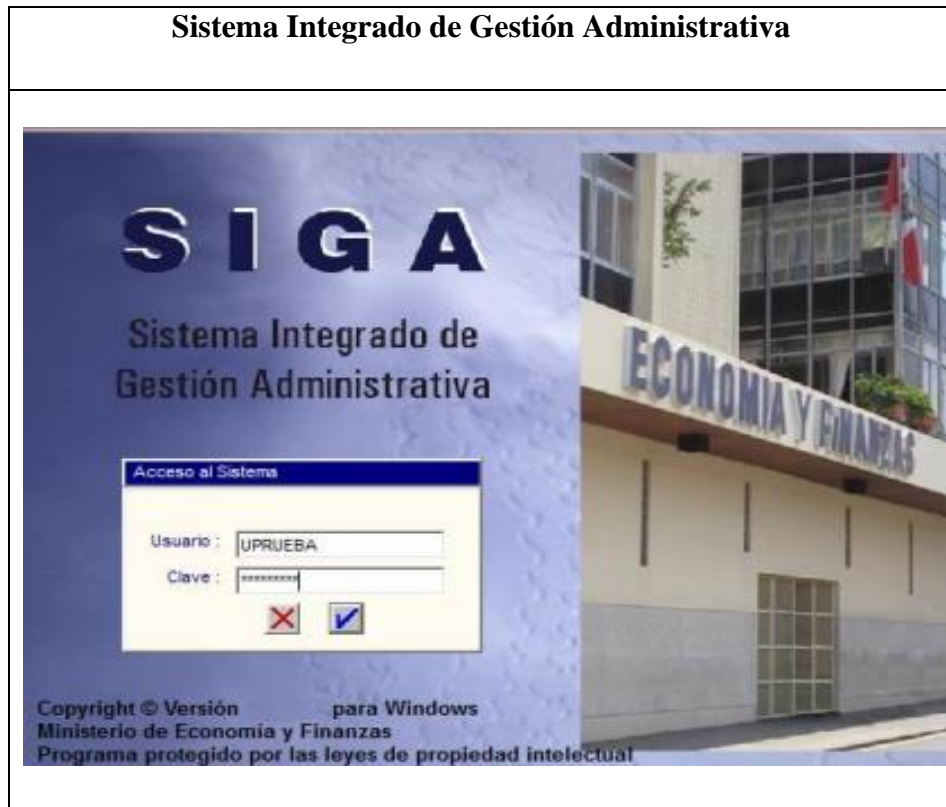 Sistema Integrado de Gestión Administrativa
SIGA
Sistema Integrado de
Gestión Administrativa
ECONOMIA Y FINANZAS
Acceso al Sistema
Usuario : UPRUEBA
Clave : *********
Copyright © Versión para Windows
Ministerio de Economía y Finanzas
Programa protegido por las leyes de propiedad intelectual